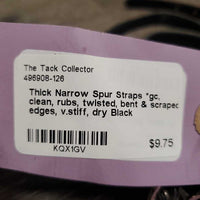 The Tack Collector
496908-126
Thick Narrow Spur Straps *gc,
clean, rubs, twisted, bent & scraped
edges, v.stiff, dry Black
$9.75
KQX1GV